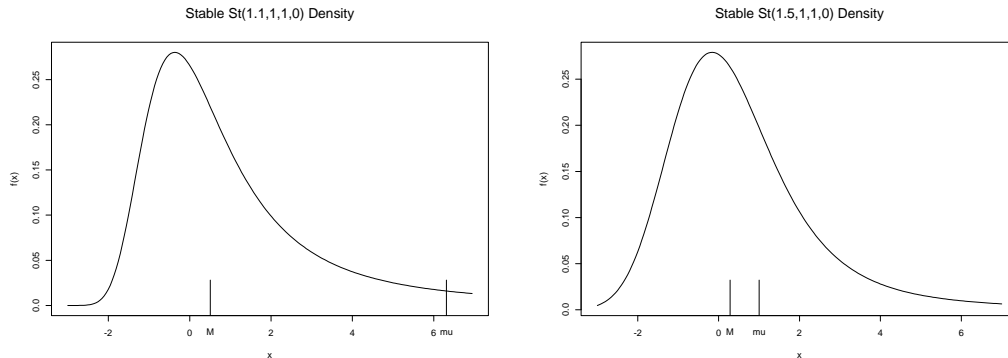 Stable St(1.1,1,1,0) Density
f(x)
0.25
0.20
0.15
0.10
0.05
0.0
-2 0 2 4 6
M mu
x
Stable St(1.5,1,1,0) Density
f(x)
0.25
0.20
0.15
0.10
0.05
0.0
-2 0 2 4 6
M mu
x